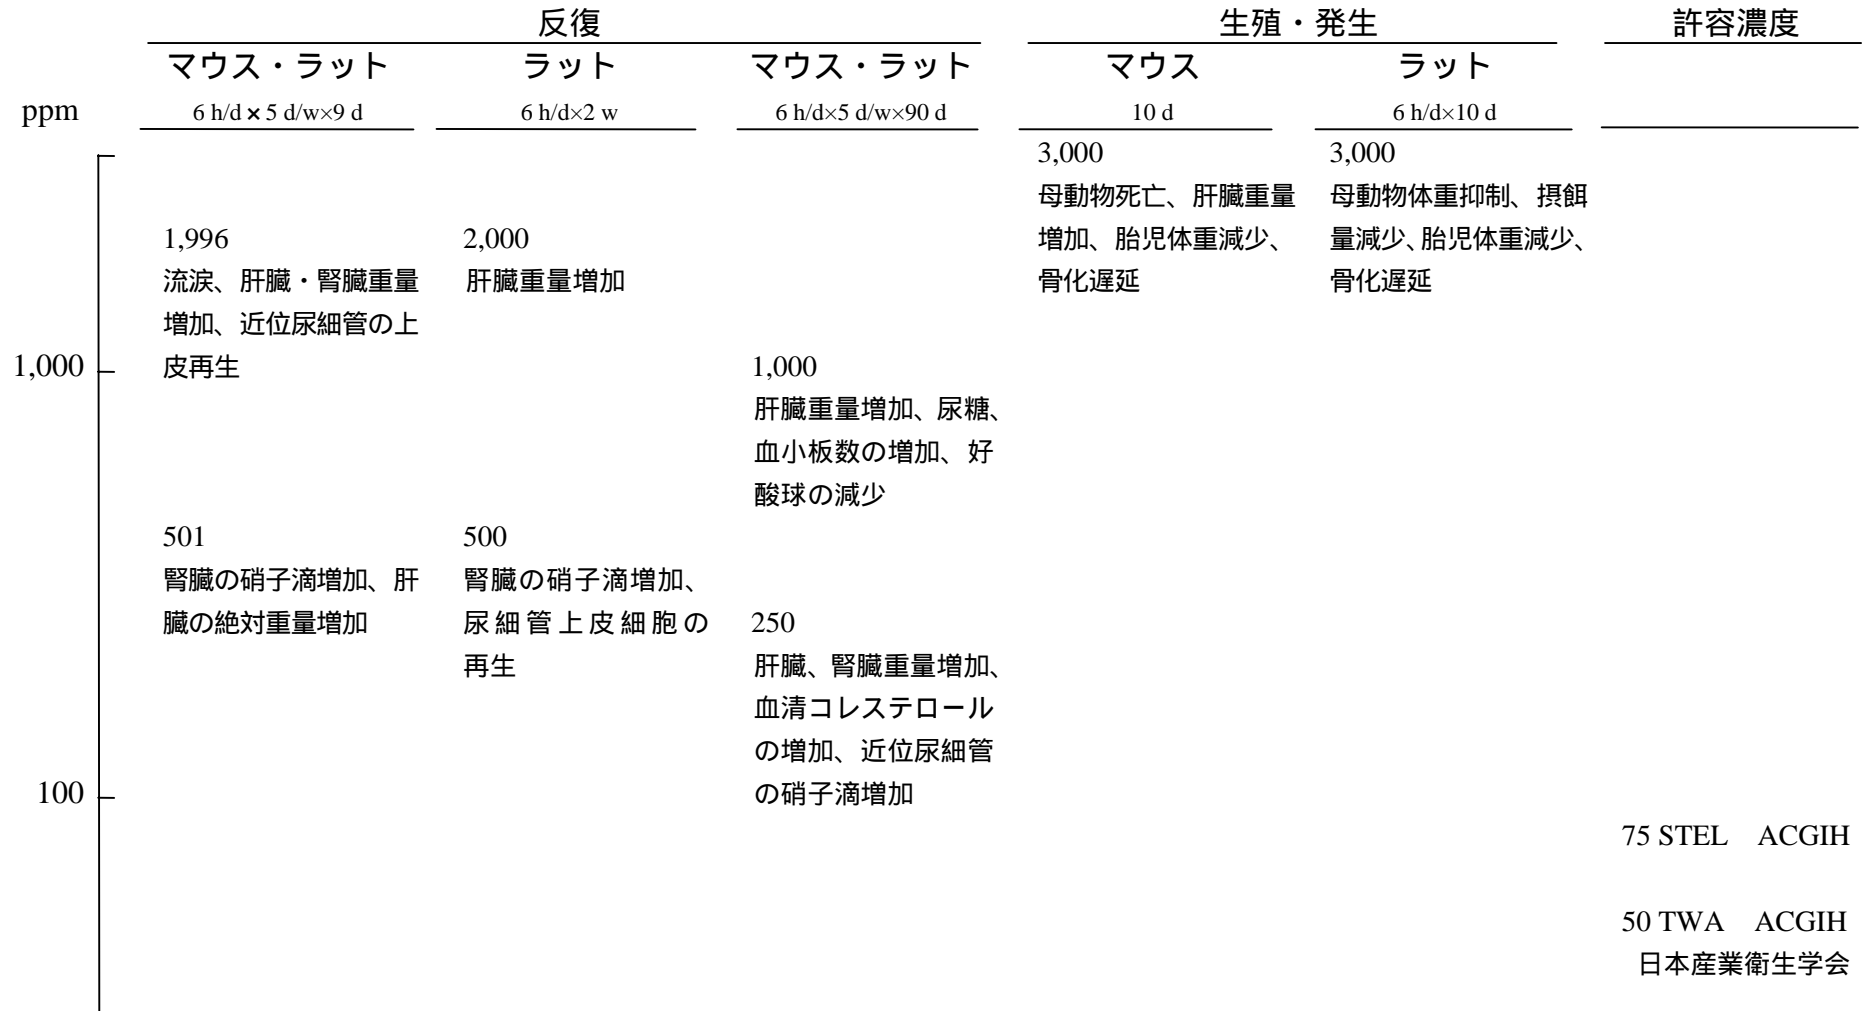 反復
生殖・発生
許容濃度
マウス・ラット
ラット
マウス・ラット
マウス
ラット
ppm
6 h/d×5 d/w×9 d
6 h/d×2 w
6 h/d×5 d/w×90 d
10 d
6 h/d×10 d
1,000
100
1,996
流涙、肝臓・腎臓重量
増加、近位尿細管の上
皮再生
501
腎臓の硝子滴増加、肝
臓の絶対重量増加
2,000
肝臓重量増加
500
腎臓の硝子滴増加、
尿細管上皮細胞の
再生
1,000
肝臓重量増加、尿糖、
血小板数の増加、好
酸球の減少
250
肝臓、腎臓重量増加、
血清コレステロール
の増加、近位尿細管
の硝子滴増加
3,000
母動物死亡、肝臓重量
増加、胎児体重減少、
骨化遅延
3,000
母動物体重抑制、摂餌
量減少、胎児体重減少、
骨化遅延
75 STEL ACGIH
50 TWA ACGIH
日本産業衛生学会